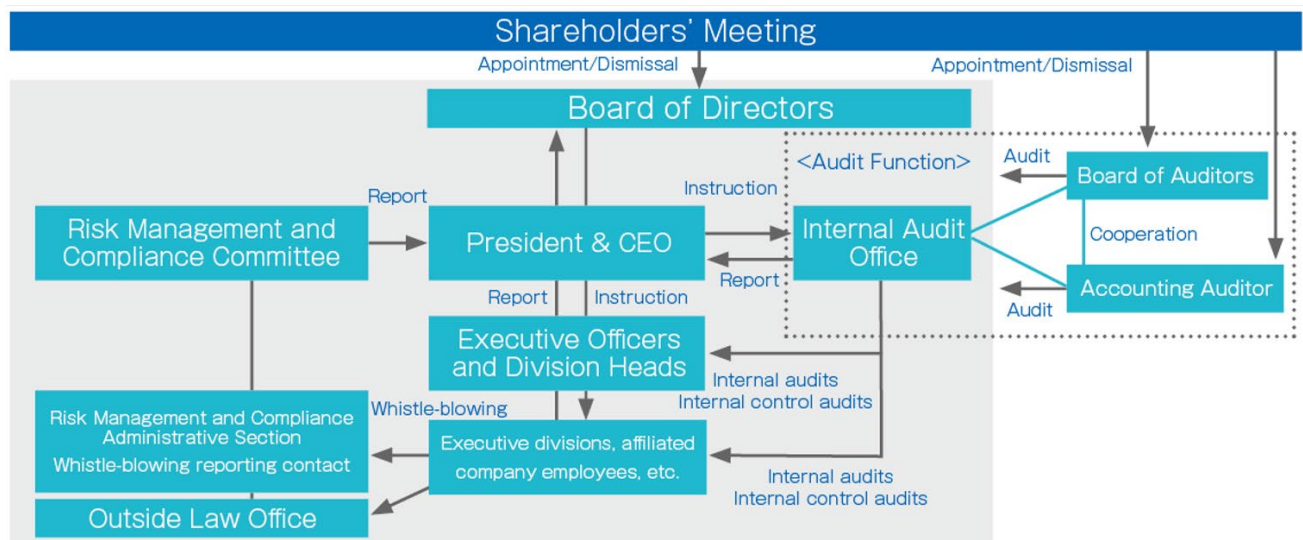 Shareholders' Meeting
Appointment/Dismissal
Appointment/Dismissal
Board of Directors
<Audit Function>
Audit
Board of Auditors
Instruction
Report
Risk Management and
Compliance Committee
President & CEO
Internal Audit
Office
Cooperation
Report
Accounting Auditor
Audit
Report
Instruction
Executive Officers
and Division Heads
Internal audits
Internal control audits
Whistle-blowing
Risk Management and Compliance
Administrative Section
Whistle-blowing reporting contact
Executive divisions, affiliated
company employees, etc.
Internal audits
Internal control audits
Outside Law Office